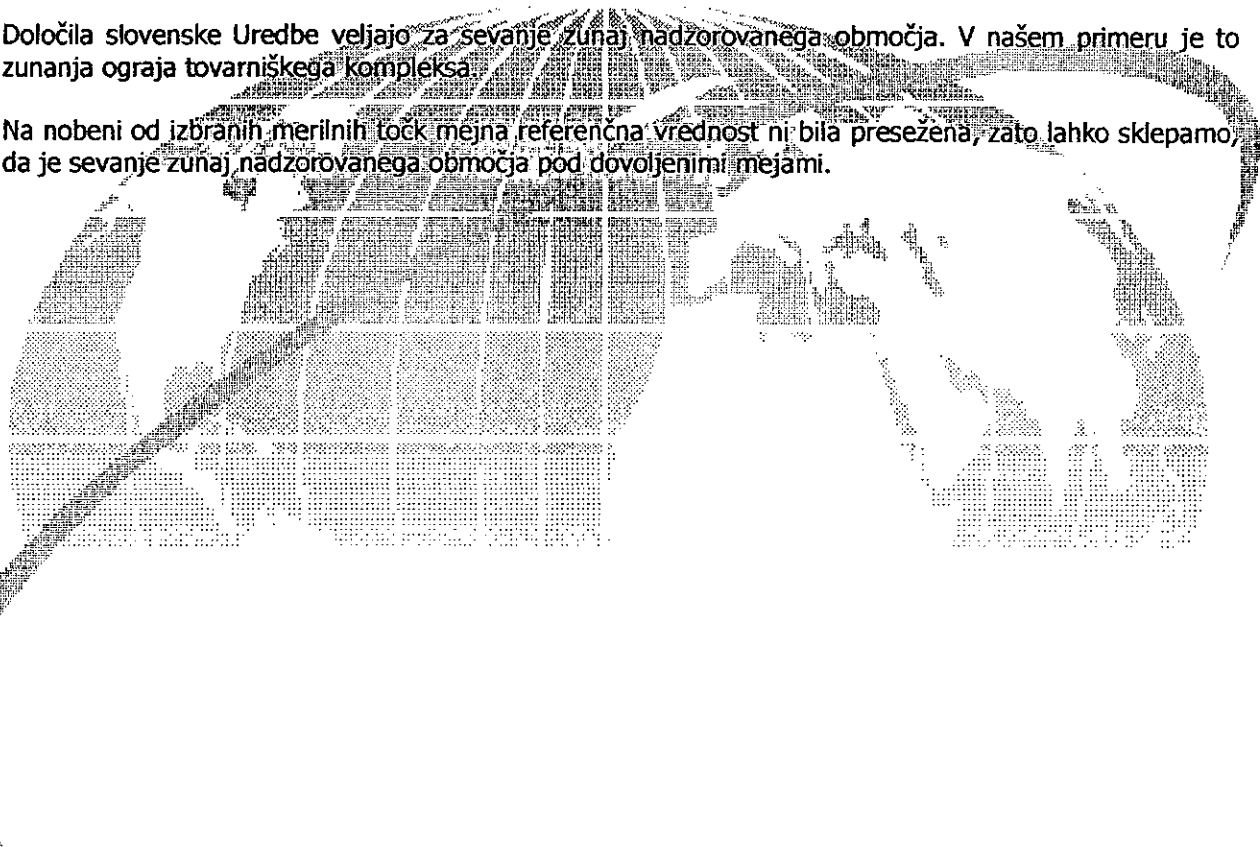 Določila slovenske Uredbe veljajo za sevanje zunaj nadzorovanega območja. V našem primeru je to
zunanja ograja tovarniškega kompleksa.
Na nobeni od izbranih merilnih točk mejna referenčna vrednost ni bila presežena, zato lahko sklepamo,
da je sevanje zunaj nadzorovanega območja pod dovoljenimi mejami.